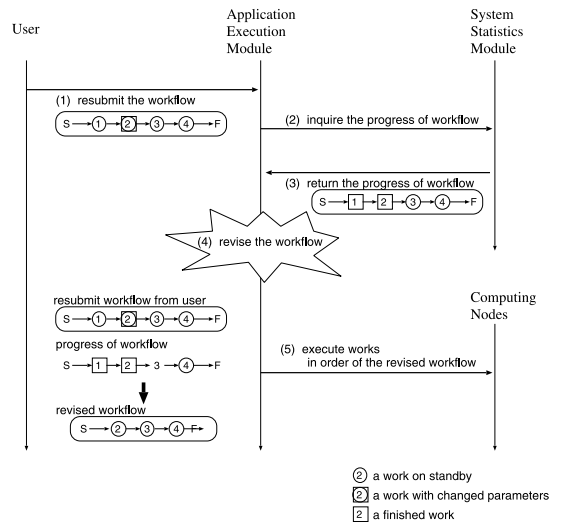 User
Application
Execution
Module
System
Statistics
Module
(1) resubmit the workflow
S 1 2 3 4 F
(2) inquire the progress of workflow
(3) return the progress of workflow
S 1 2 3 4 F
(4) revise the workflow
resubmit workflow from user
S 1 2 3 4 F
progress of workflow
S 1 2 3 4 F
revised workflow
S 2 3 4 F
Computing
Nodes
(5) execute works
in order of the revised workflow
2 a work on standby
2 a work with changed parameters
2 a finished work